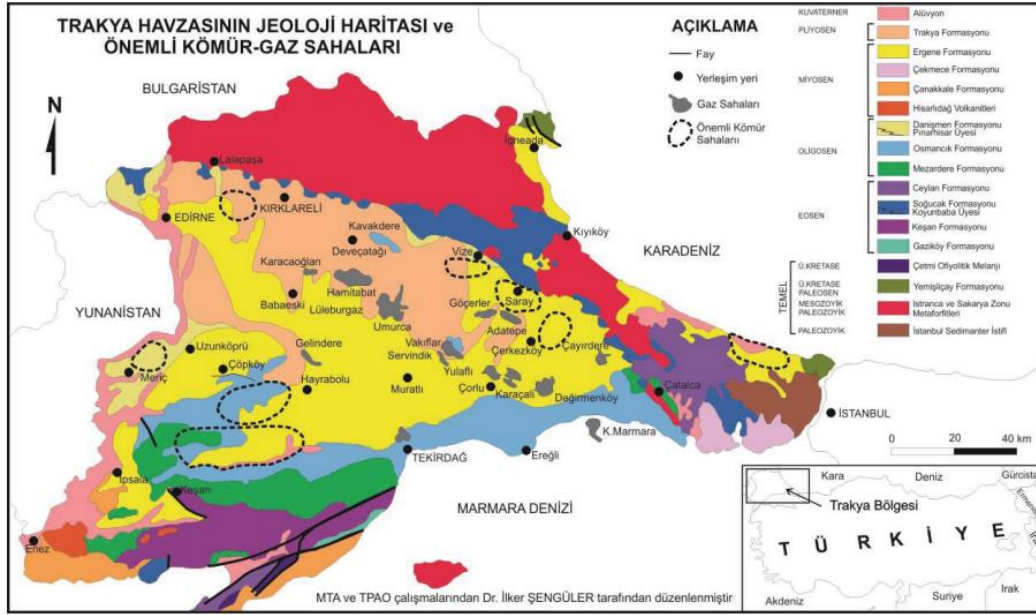 TRAKYA HAVZASININ JEOLOJİ HARİTASI ve
ÖNEMLİ KÖMÜR-GAZ SAHALARI
BULGARİSTAN
N
AÇIKLAMA
Fay
Yerleşim yeri
Gaz Sahaları
Önemli Kömür
Sahalarıı
KUVATERNER
Alüvyon
PLİYOSEN
Trakya Formasyonu
Ergene Formasyonu
Çekmece Formasyonu
MİYOSEN
Çanakkale Formasyonu
Hisarlıdağ Volkanitleri
Danişmen Formasyonu
Pınarhisar Üyesi
OLİGOSEN
Osmancık Formasyonu
Mezardere Formasyonu
Ceylan Formasyonu
Soğucak Formasyonu
Koyunbaba Üyesi
EOSEN
Keşan Formasyonu
Gaziköy Formasyonu
TEMEL
Ü.KRETASE
Çetmi Ofiyolitik Melanjı
Ü.KRETASE
PALEOSEN
Yemişliçay Formasyonu
MESOZOYİK
PALEOZOYİK
Istranca ve Sakarya Zonu
Metaforfitleri
PALEOZOYİK
İstanbul Sedimanter İstifi
İğneada
Lalapaşa
EDİRNE
KIRKLARELİ
Kavakdere
Deveçatağı
Vize
Kıyıköy
KARADENİZ
Karacaoğlan
Hamitabat
Babaeski
Lüleburgaz
Umurca
Göçerler
Saray
YUNANİSTAN
Uzunköprü
Gelindere
Vakıflar
Servindik
Adatepe
Çerkezköy
Çayırdere
Meriç
Çöpköy
Hayrabolu
Muratlı
Yulaflı
Çorlu
Karaçalı
Değirmenköy
Çatalca
İSTANBUL
K.Marmara
TEKİRDAĞ
Ereğli
0 20 40 km
İpsala
Keşan
Enez
MARMARA DENİZİ
Kara Deniz
Gürcista
Ermenis
Trakya Bölgesi
TÜRKİYE
Akdeniz
Suriye
Irak
MTA ve TPAO çalışmalarından Dr. İlker ŞENGÜLER tarafından düzenlenmiştir